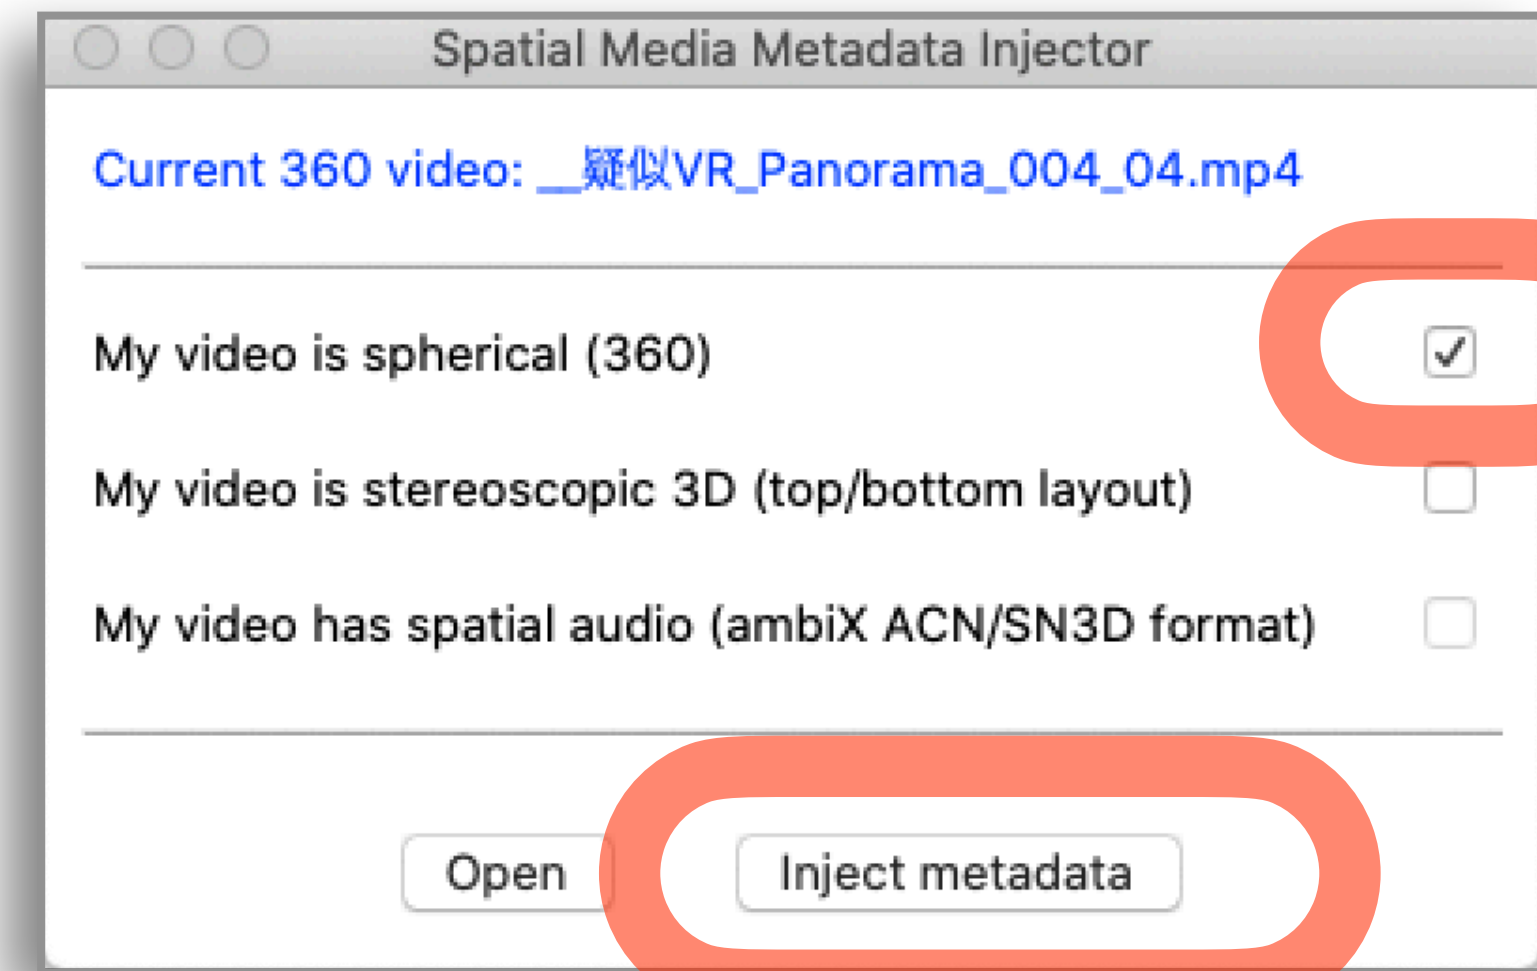 Spatial Media Metadata Injector
Current 360 video: __疑似VR_Panorama_004_04.mp4
My video is spherical (360)
My video is stereoscopic 3D (top/bottom layout)
My video has spatial audio (ambiX ACN/SN3D format)
Open
Inject metadata